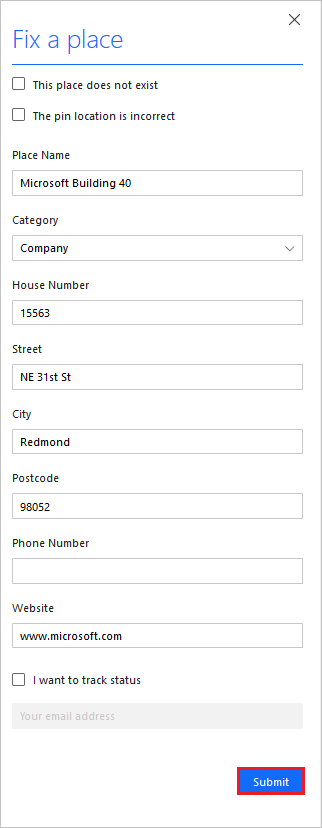 Fix a place
This place does not exist
The pin location is incorrect
Place Name
Microsoft Building 40
Category
Company
House Number
15563
Street
NE 31st St
City
Redmond
Postcode
98052
Phone Number
Website
www.microsoft.com
I want to track status
Your email address
Submit